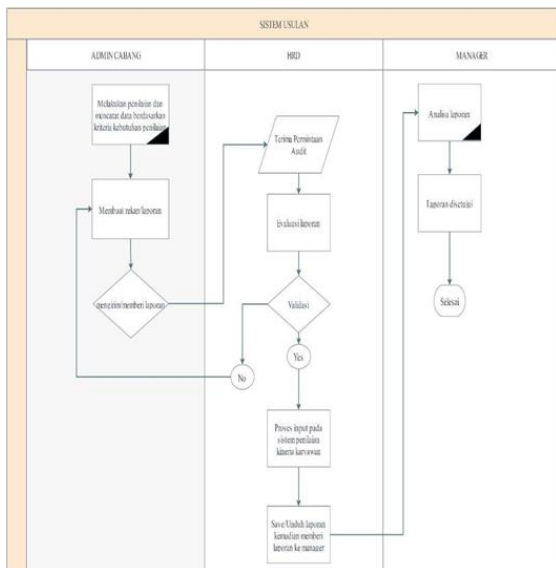 SISTEM USULAN
ADMIN CABANG
HRD
MANAGER
Melakukan penilaian dan
mencatat data berdasarkan
kriteria kebutuhan penilaian
Membuat rekap/laporan
mengirim/memberi laporan
Terima Permintaan
Audit
Evaluasi laporan
Validasi
No
Yes
Proses input pada
sistem penilaian
kinerja karyawan
Save/Unduh laporan
kemudian memberi
laporan ke manager
Analisa laporan
Laporan disetujui
Selesai